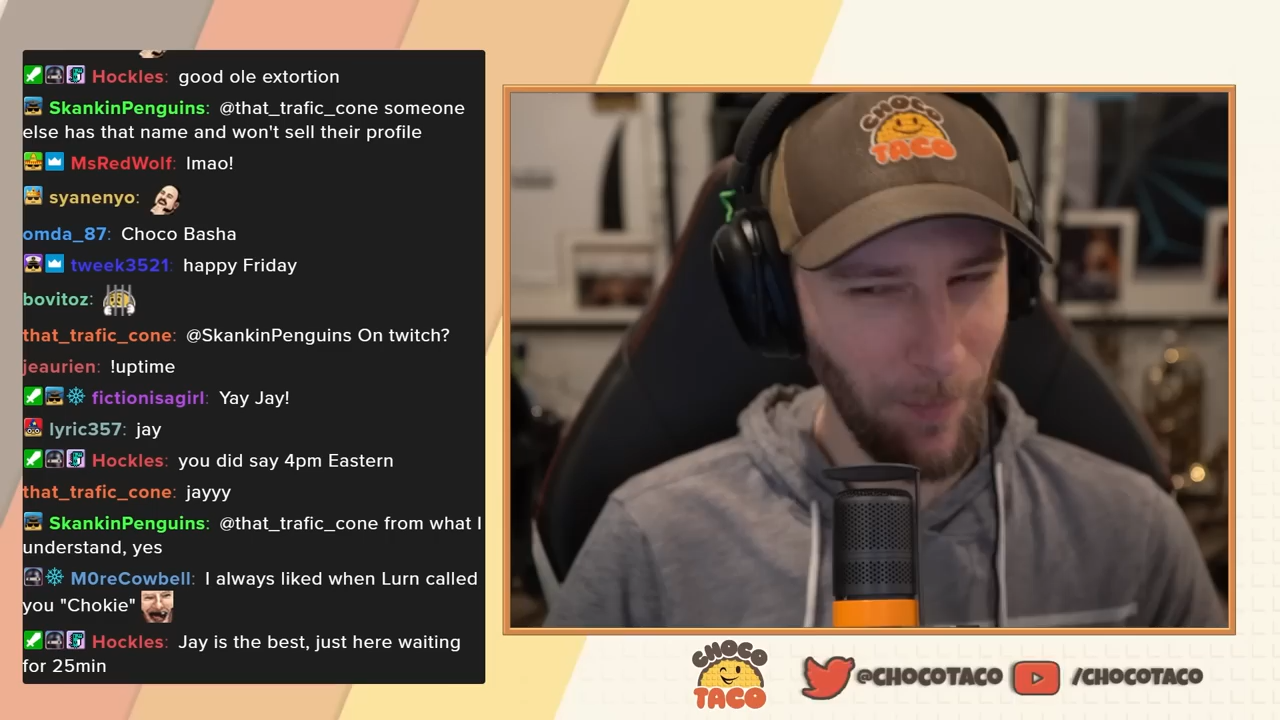 Hockles: good ole extortion
SkankinPenguins: @that_trafic_cone someone
else has that name and won't sell their profile
MsRedWolf: lmao!
syanenyo:
omda_87: Choco Basha
tweek3521: happy Friday
bovitoz:
that_trafic_cone: @SkankinPenguins On twitch?
jeaurien: !uptime
fictionisagirl: Yay Jay!
lyric357: jay
Hockles: you did say 4pm Eastern
that_trafic_cone: jayyy
SkankinPenguins: @that_trafic_cone from what I
understand, yes
M0reCowbell: I always liked when Lurn called
you "Chokie"
Hockles: Jay is the best, just here waiting
for 25min
CHOCO
TACO
CHOCO
TACO
@CHOCOTACO
/CHOCOTACO